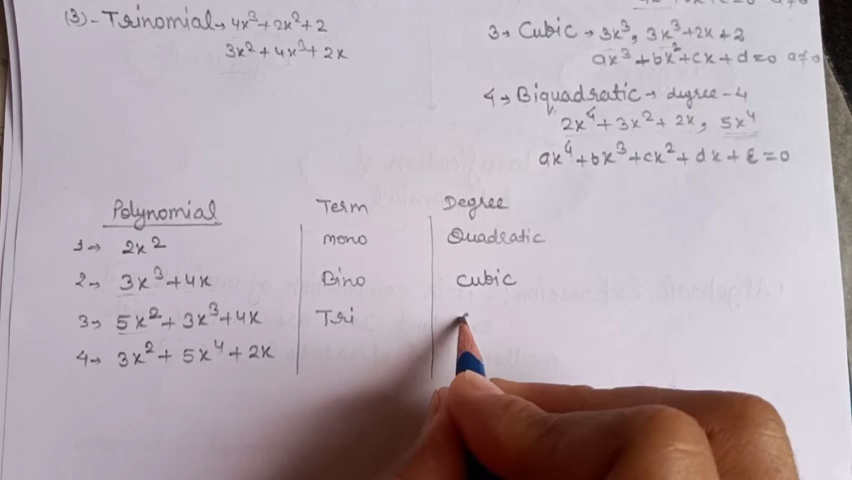 (3)- Trinomial → 4x³+2x²+2
3x²+4x³+2x
3→ Cubic → 3x³, 3x³+2x+2
ax³+bx²+cx+d=0 a≠0
4→ Biquadratic → degree-4
2x⁴+3x²+2x, 5x⁴
ax⁴+bx³+cx²+dx+e=0
Polynomial Term Degree
1→ 2x² mono Quadratic
2→ 3x³+4x Bino cubic
3→ 5x²+3x³+4x Tri
4→ 3x²+5x⁴+2x